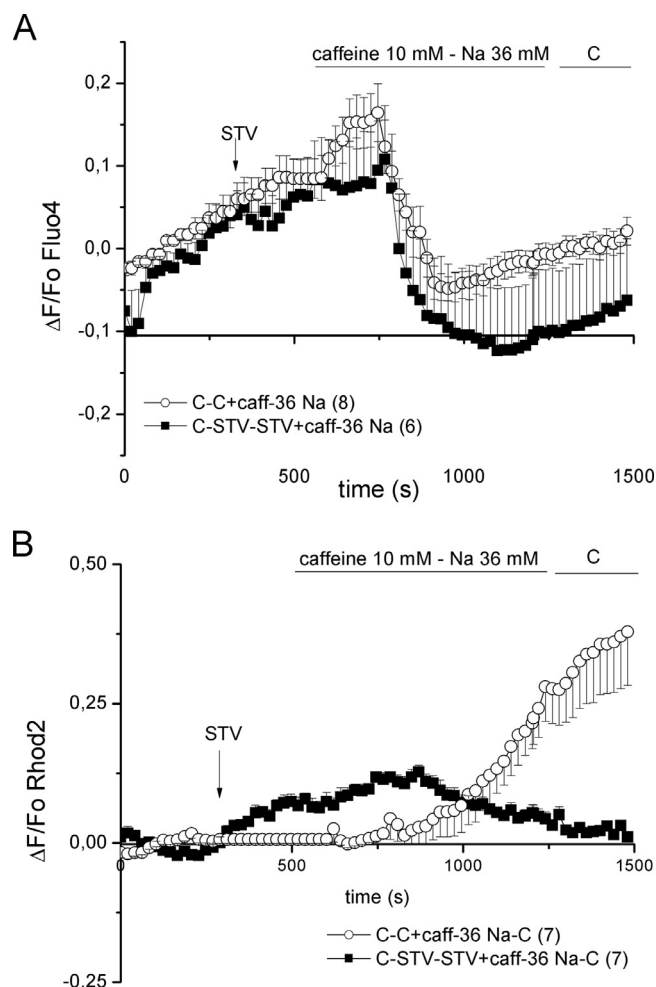 A
caffeine 10 mM - Na 36 mM
C
0,2
STV
0,1
0,0
-0,1
-0,2
ΔF/Fo Fluo4
C-C+caff-36 Na (8)
C-STV-STV+caff-36 Na (6)
0
500
1000
1500
time (s)
B
0,50
caffeine 10 mM - Na 36 mM
C
0,25
STV
0,00
-0.25
ΔF/Fo Rhod2
500
1000
1500
time (s)
C-C+caff-36 Na-C (7)
C-STV-STV+caff-36 Na-C (7)